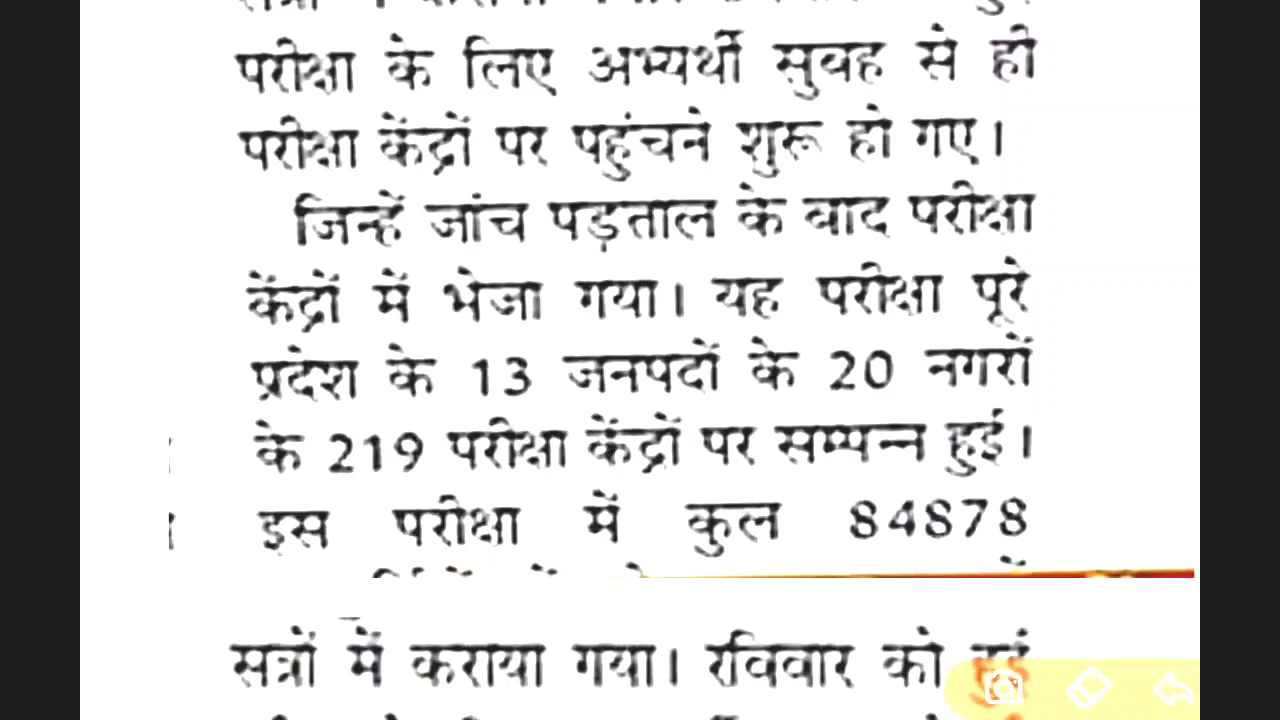 परीक्षा के लिए अभ्यर्थी सुबह से ही
परीक्षा केंद्रों पर पहुंचने शुरू हो गए।
जिन्हें जांच पड़ताल के बाद परीक्षा
केंद्रों में भेजा गया। यह परीक्षा पूरे
प्रदेश के 13 जनपदों के 20 नगरों
के 219 परीक्षा केंद्रों पर सम्पन्न हुई।
इस परीक्षा में कुल 84878
सत्रों में कराया गया। रविवार को हुई